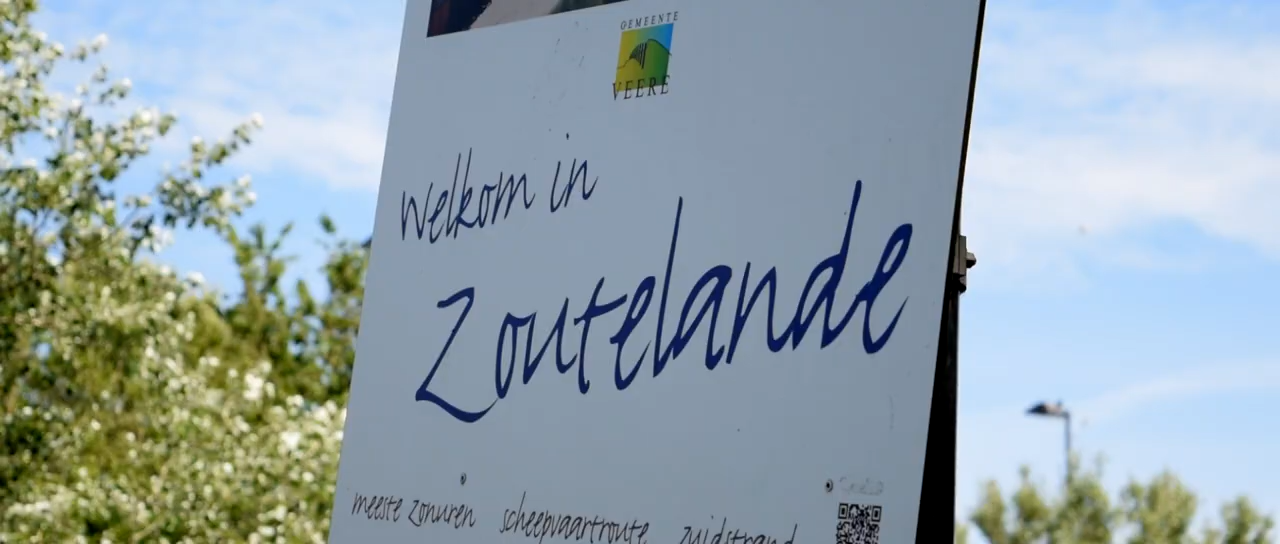 GEMEENTE
VEERE
welkom in
Zoutelande
meeste zonuren scheepvaartroute zuidstrand